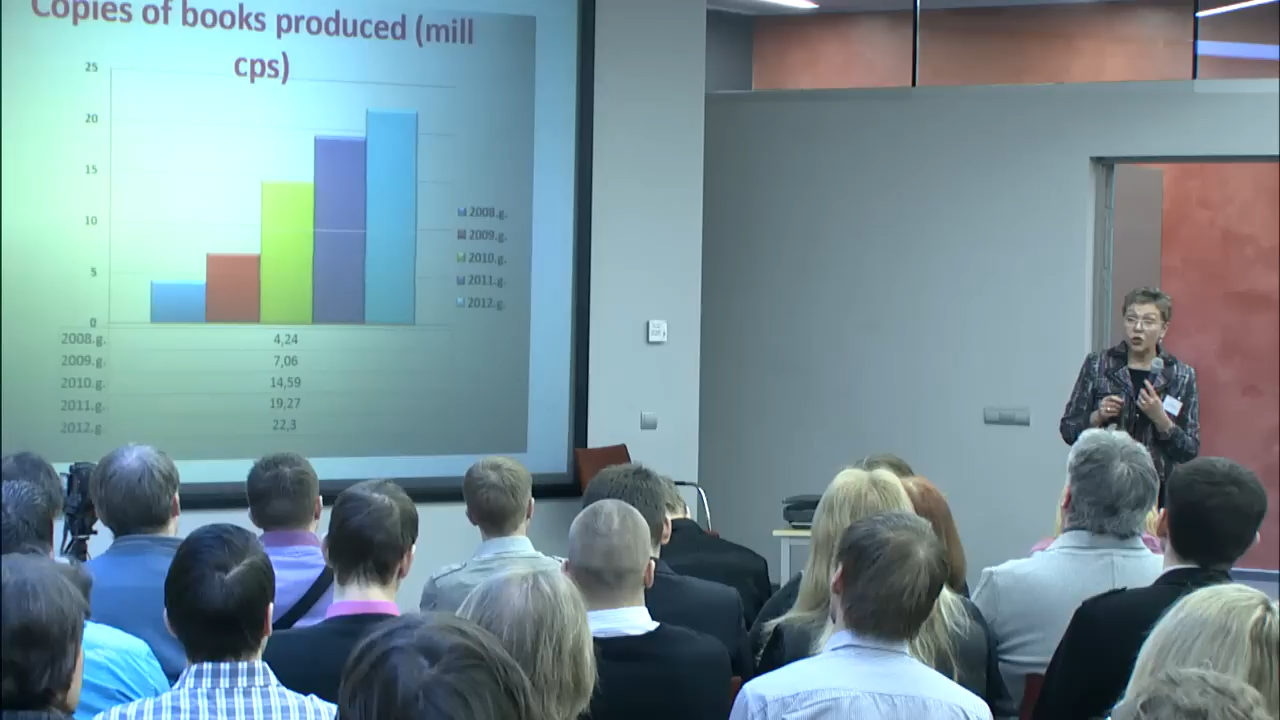 Copies of books produced (mill
cps)
25
20
15
10
5
0
2008.g.
2009.g.
2010.g.
2011.g.
2012.g.
2008.g. 4,24
2009.g. 7,06
2010.g. 14,59
2011.g. 19,27
2012.g. 22,3